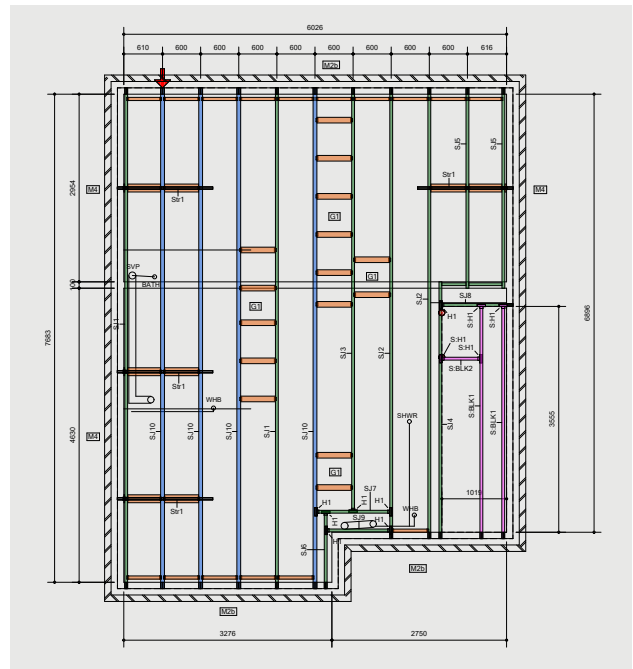 6026
610 600 600 600 600 600 600 600 600 616
M2b
SJ5 SJ5
2954
M4 Str1 Str1 M4
G1
SVP
BATH
G1
100
SJ8
G1
SJ1 SJ2 S:H1 S:H1
H1
7683 6896
SJ3 SJ2 S:H1
S:H1
S:BLK2
Str1
WHB
3555
SHWR
4630 M4
SJ10 SJ10 SJ10 SJ1 SJ4 S:BLK1 S:BLK1
G1
SJ7
1019
H1 H1 H1
Str1
WHB
H1 SJ9 H1
H1
SJ6
M2b
M2b
3276 2750